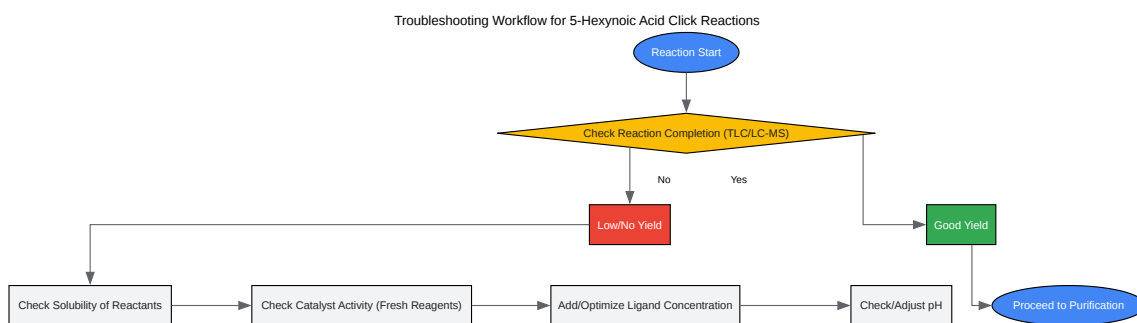 Troubleshooting Workflow for 5-Hexynoic Acid Click Reactions
Reaction Start
Check Reaction Completion (TLC/LC-MS)
No
Yes
Low/No Yield
Good Yield
Check Solubility of Reactants
Check Catalyst Activity (Fresh Reagents)
Add/Optimize Ligand Concentration
Check/Adjust pH
Proceed to Purification